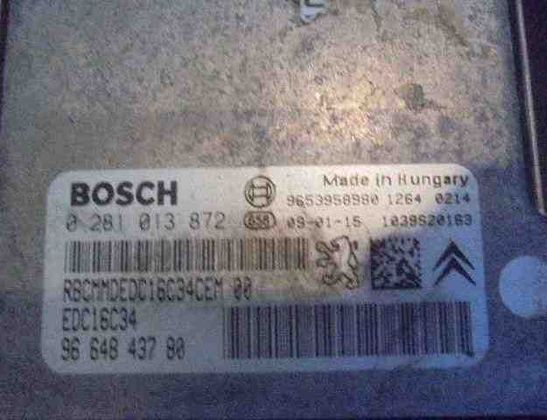 BOSCH
Made in Hungary
9653958980 1264 0214
0 281 013 872 658 09-01-15 1039S20163
RBCMMDEDC16C34CEM 00
EDC16C34
96 648 437 80